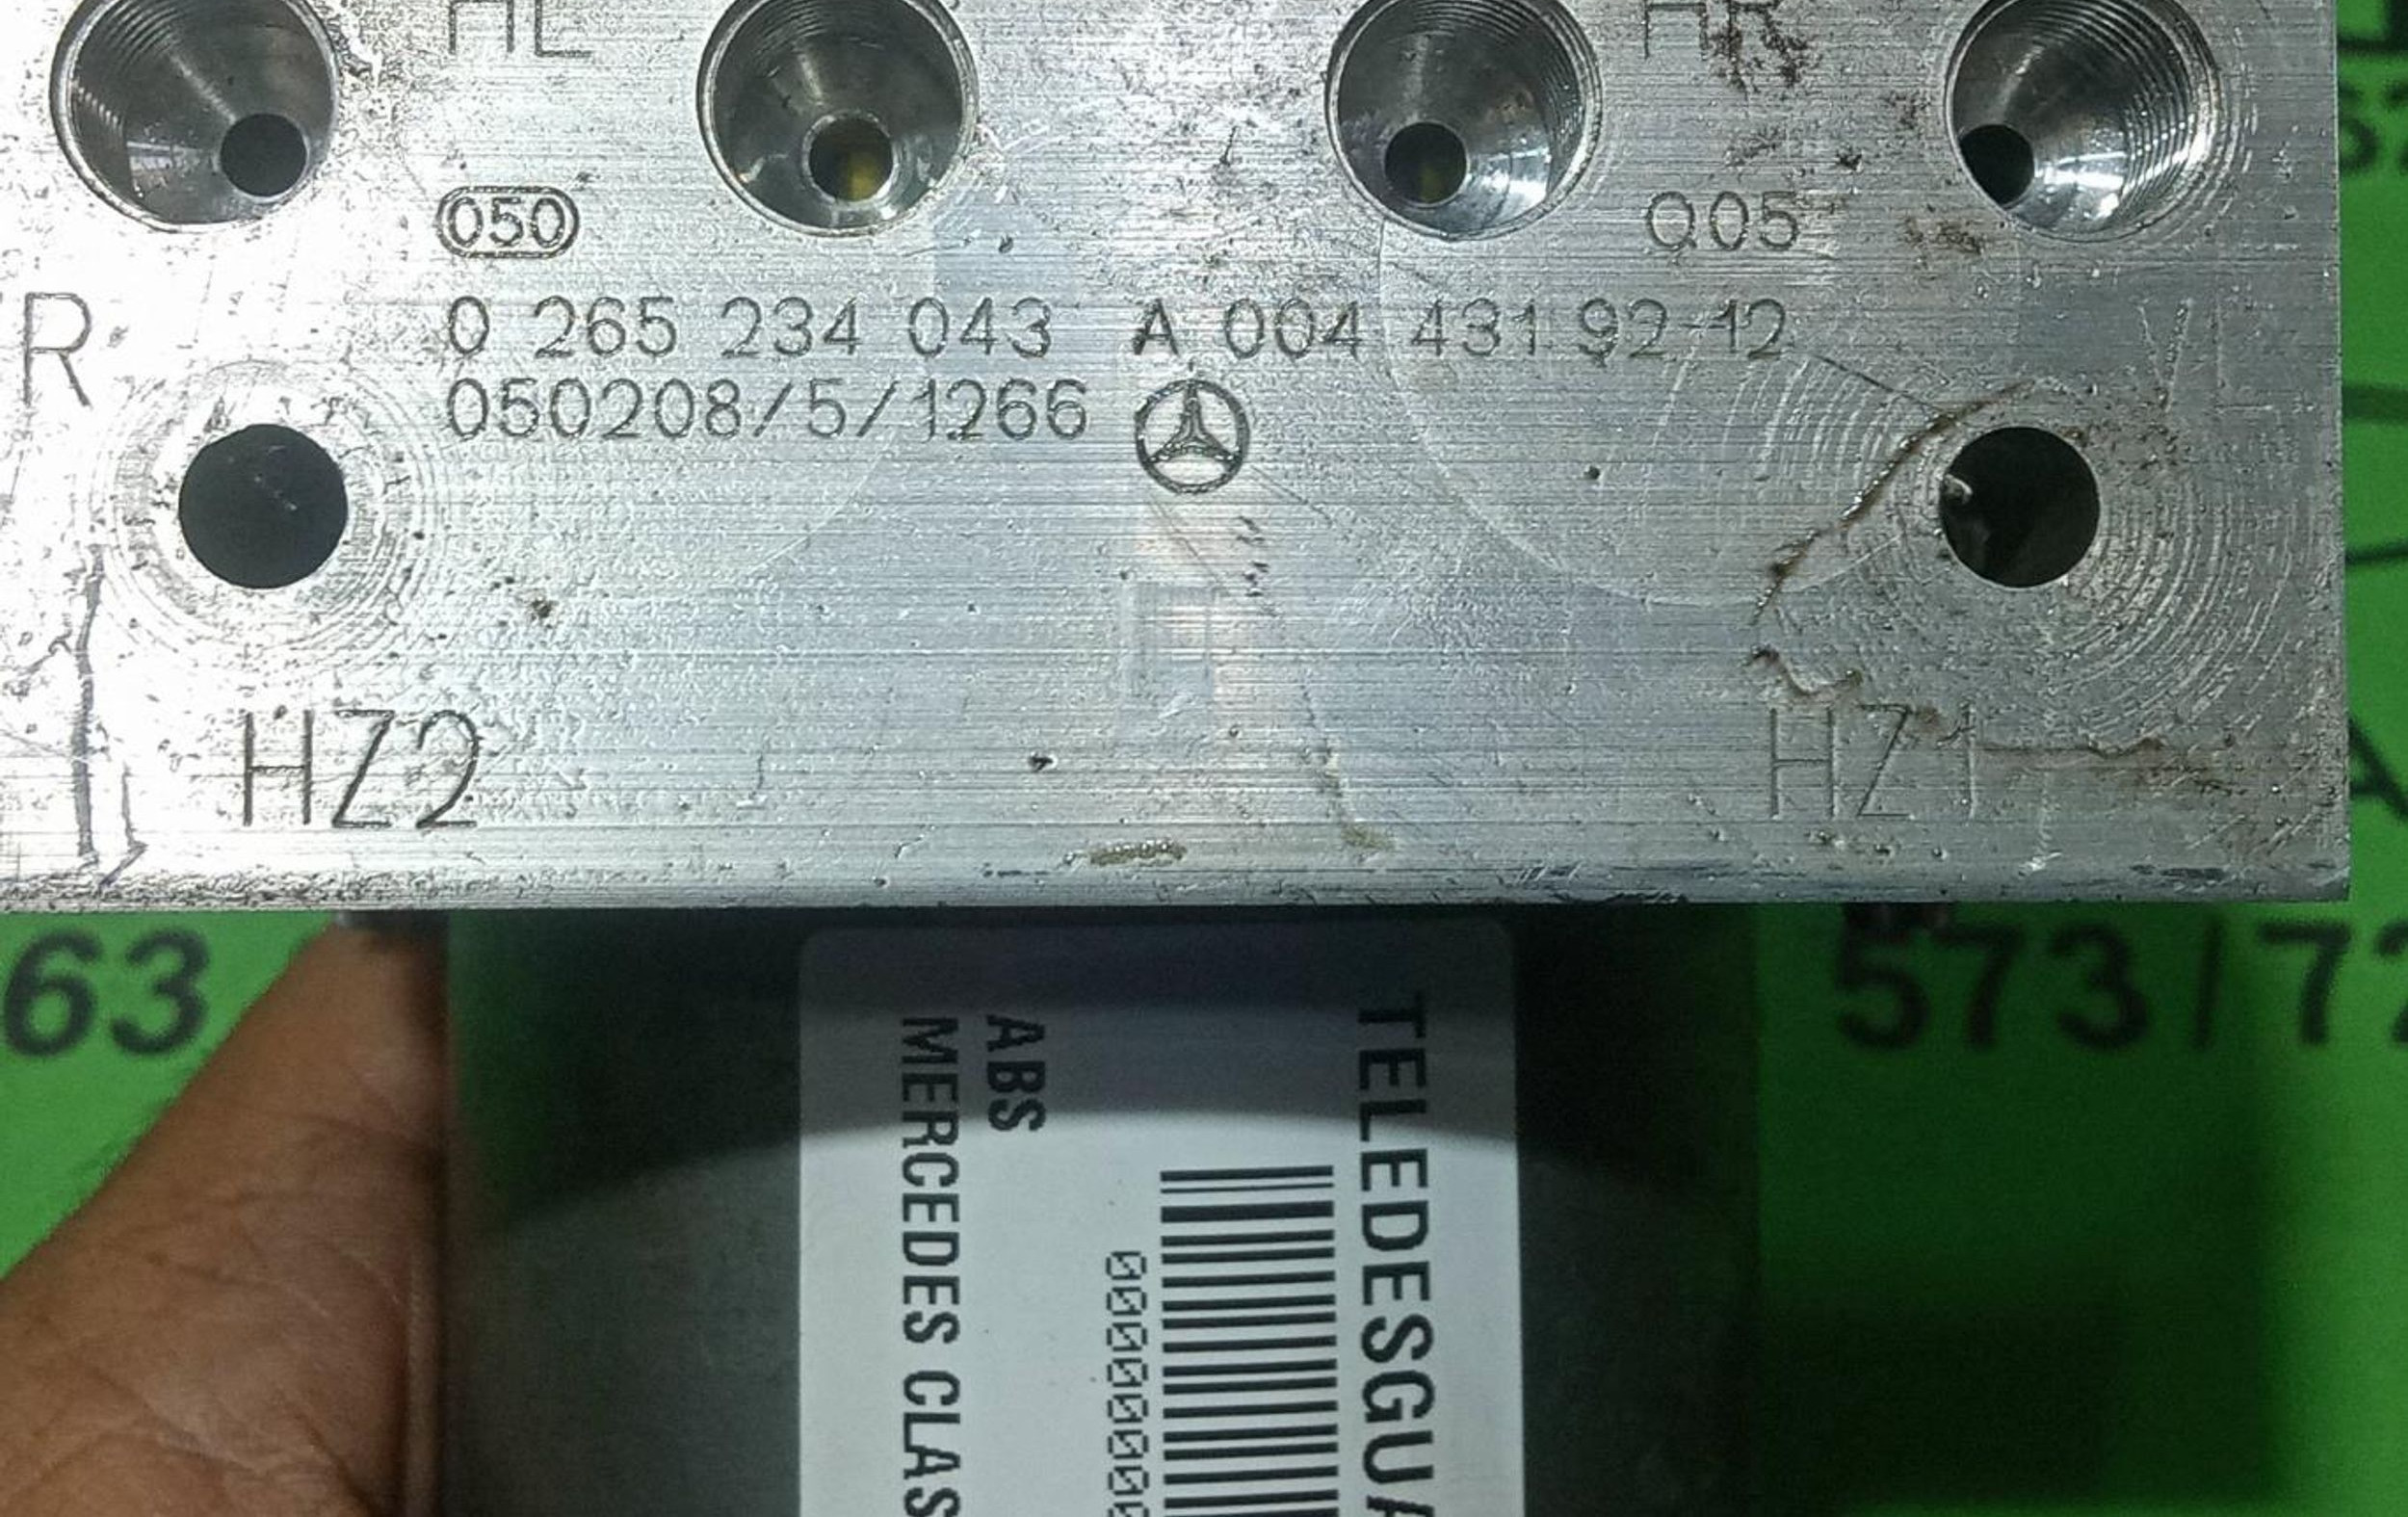 HL
HR
050
Q05
R
0 265 234 043 A 004 431 92 12
050208/5/1266
HZ2
HZ1
63
573 / 7
TELEDESGUA
ABS
MERCEDES CLAS